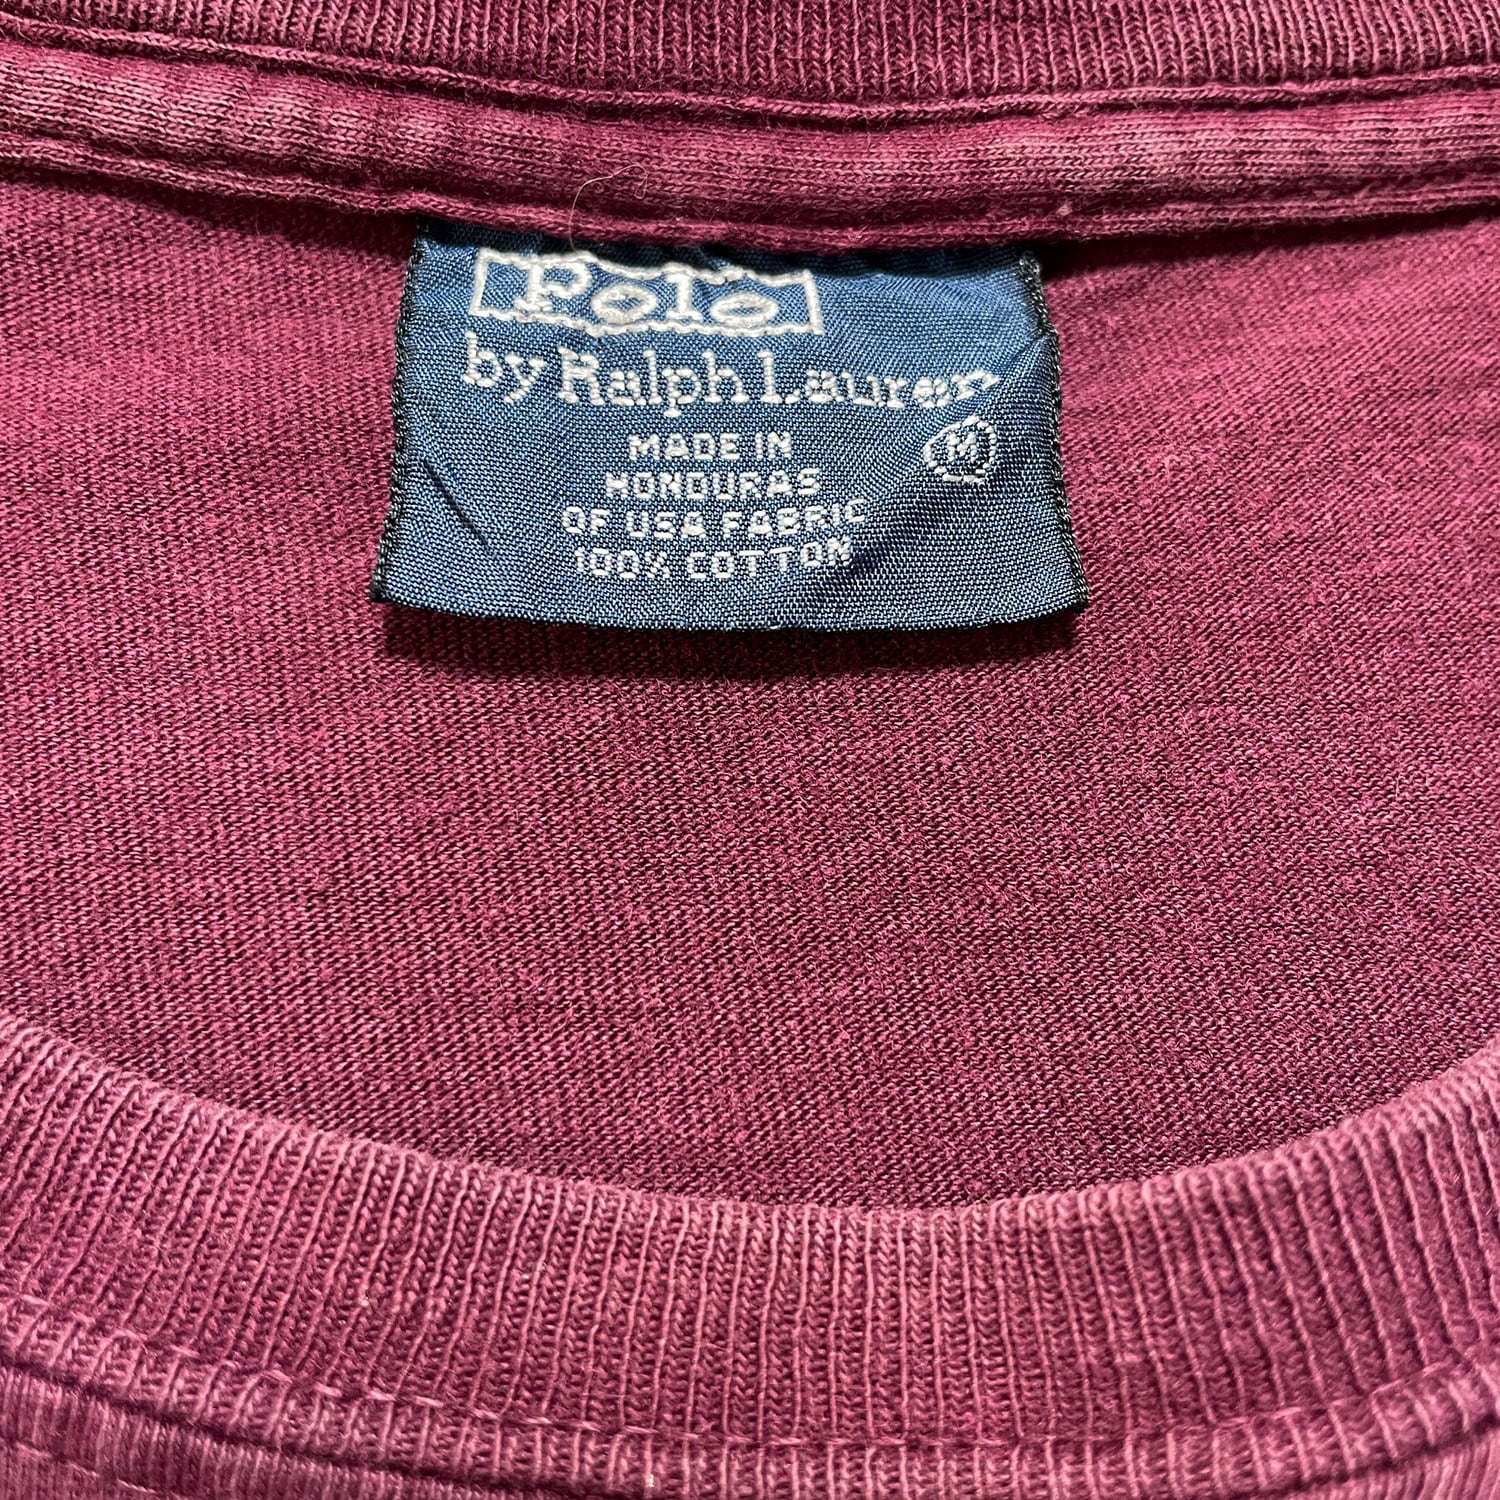 Polo
by Ralph Lauren
M
MADE IN
HONDURAS
OF USA FABRIC
100% COTTON